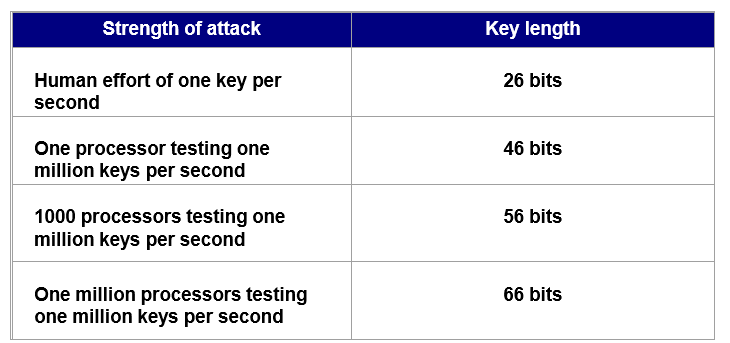 Strength of attack
Key length
Human effort of one key per
second
26 bits
One processor testing one
million keys per second
46 bits
1000 processors testing one
million keys per second
56 bits
One million processors testing
one million keys per second
66 bits